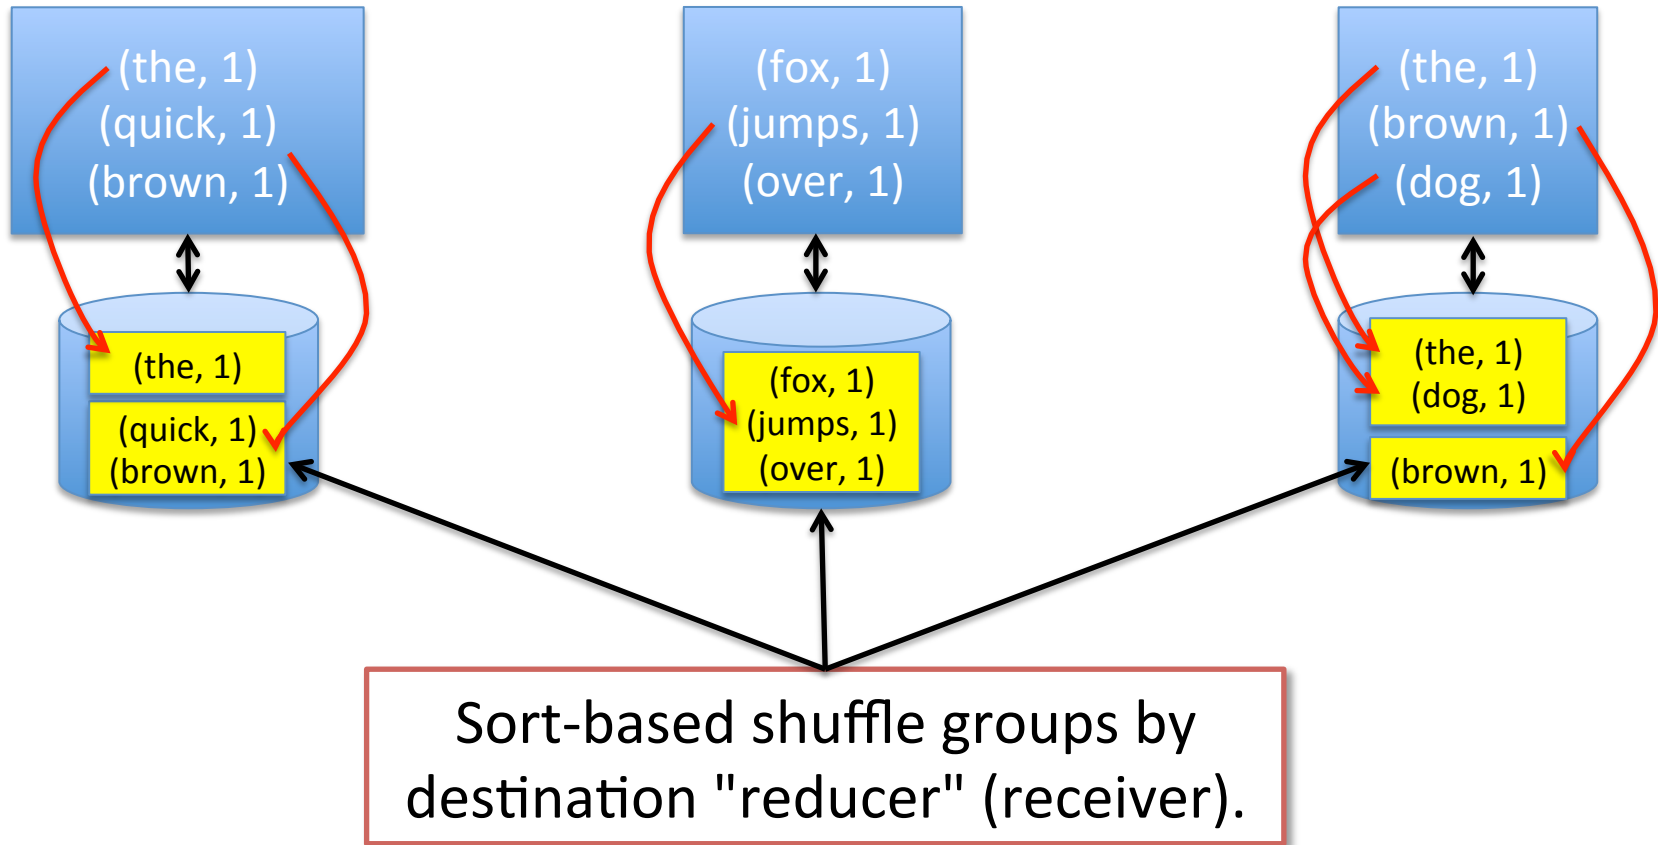 (the, 1)
(quick, 1)
(brown, 1)
(fox, 1)
(jumps, 1)
(over, 1)
(the, 1)
(brown, 1)
(dog, 1)
(the, 1)
(quick, 1)
(brown, 1)
(fox, 1)
(jumps, 1)
(over, 1)
(the, 1)
(dog, 1)
(brown, 1)
Sort-based shuffle groups by
destination "reducer" (receiver).